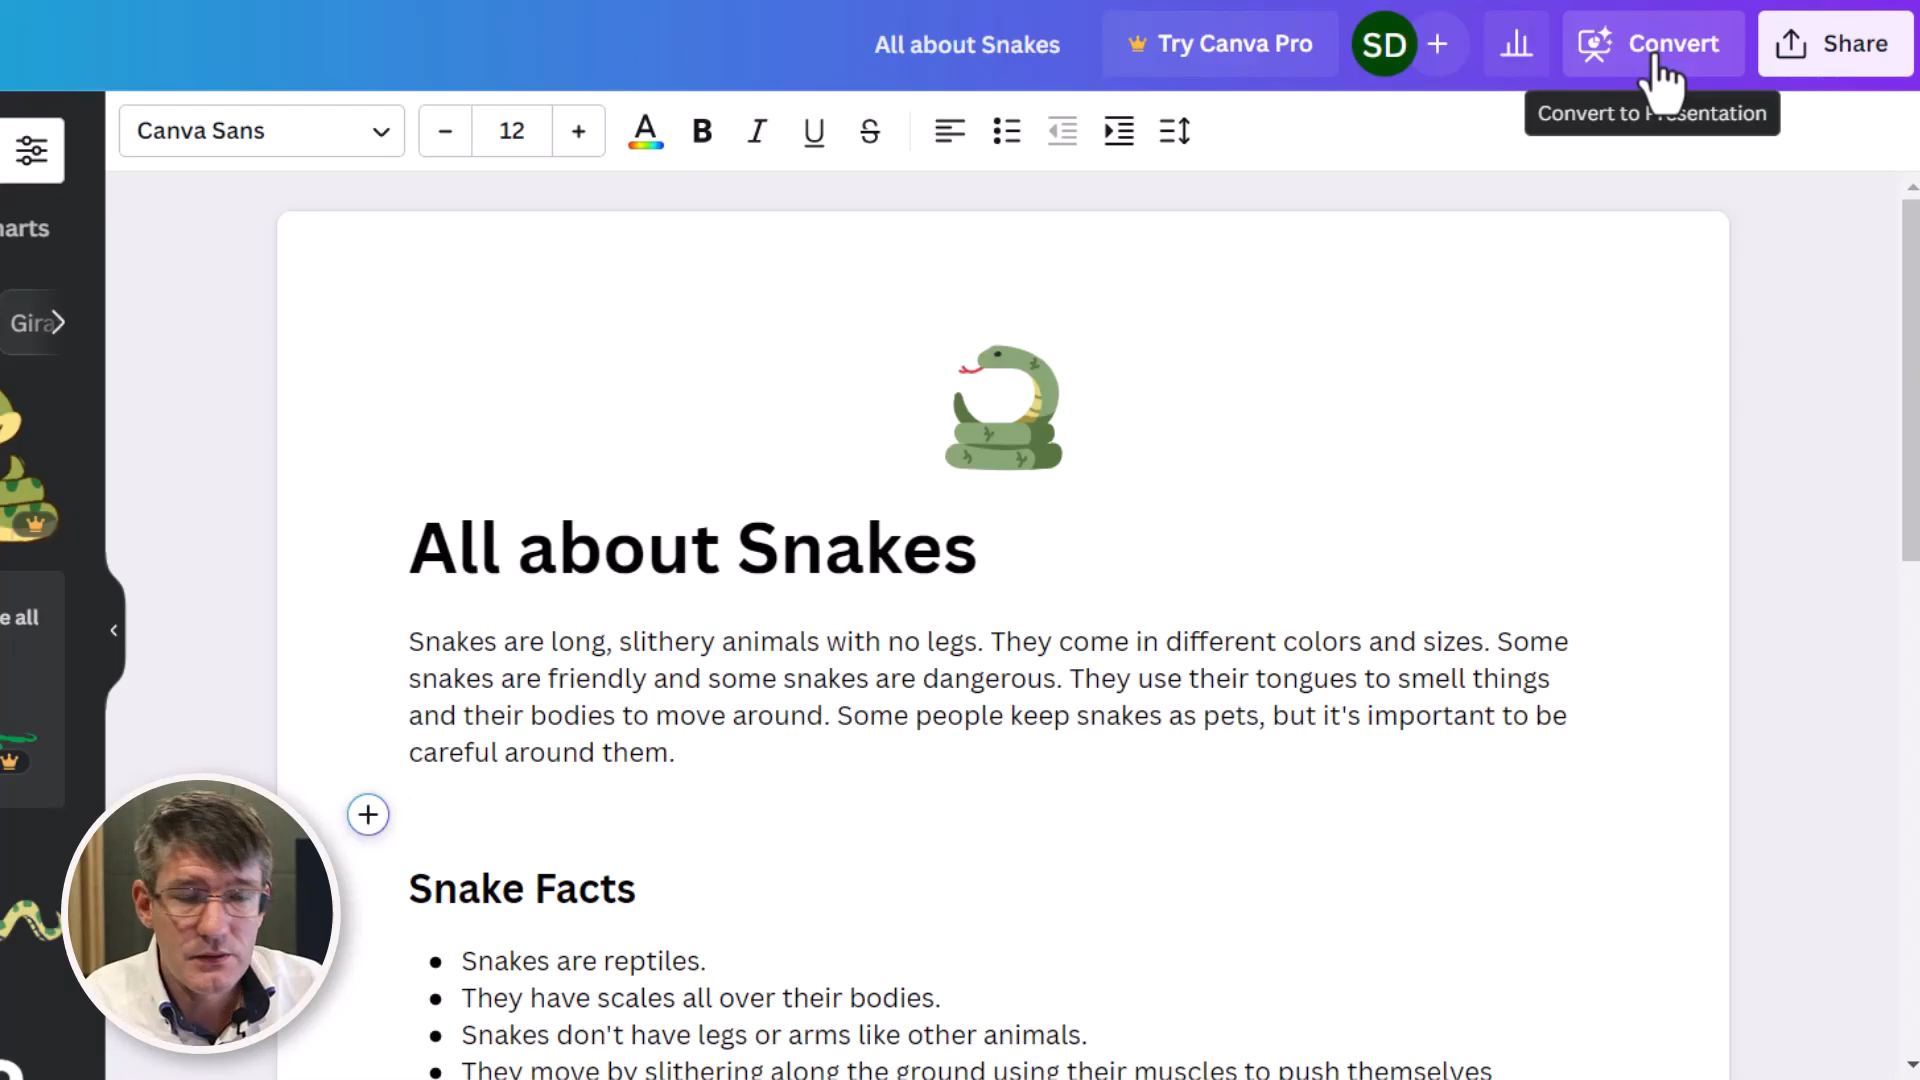 All about Snakes
Try Canva Pro
SD
Convert
Share
Canva Sans
12
A
B
I
U
S
All about Snakes
Snakes are long, slithery animals with no legs. They come in different colors and sizes. Some
snakes are friendly and some snakes are dangerous. They use their tongues to smell things
and their bodies to move around. Some people keep snakes as pets, but it's important to be
careful around them.
Snake Facts
Snakes are reptiles.
They have scales all over their bodies.
Snakes don't have legs or arms like other animals.
They move by slithering along the ground using their muscles to push themselves
Convert to